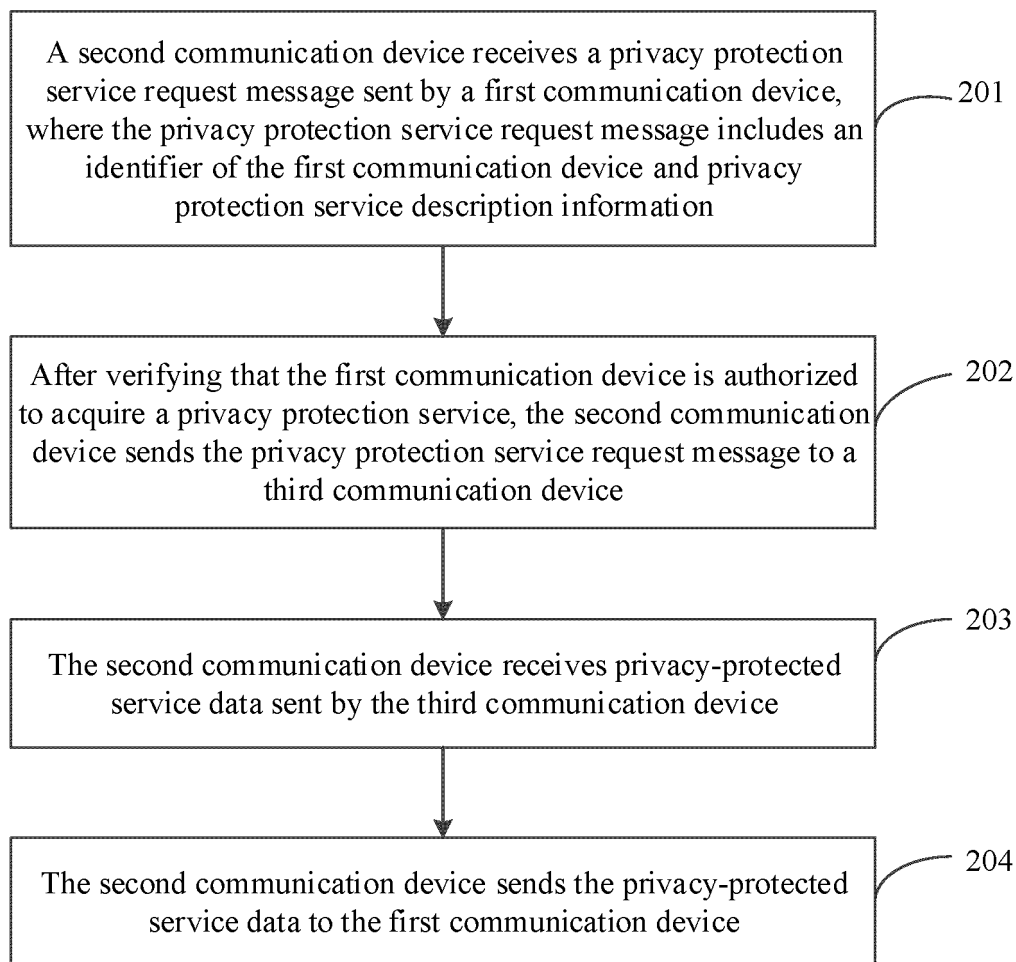 A second communication device receives a privacy protection
service request message sent by a first communication device,
where the privacy protection service request message includes an
identifier of the first communication device and privacy
protection service description information
201
After verifying that the first communication device is authorized
to acquire a privacy protection service, the second communication
device sends the privacy protection service request message to a
third communication device
202
The second communication device receives privacy-protected
service data sent by the third communication device
203
The second communication device sends the privacy-protected
service data to the first communication device
204